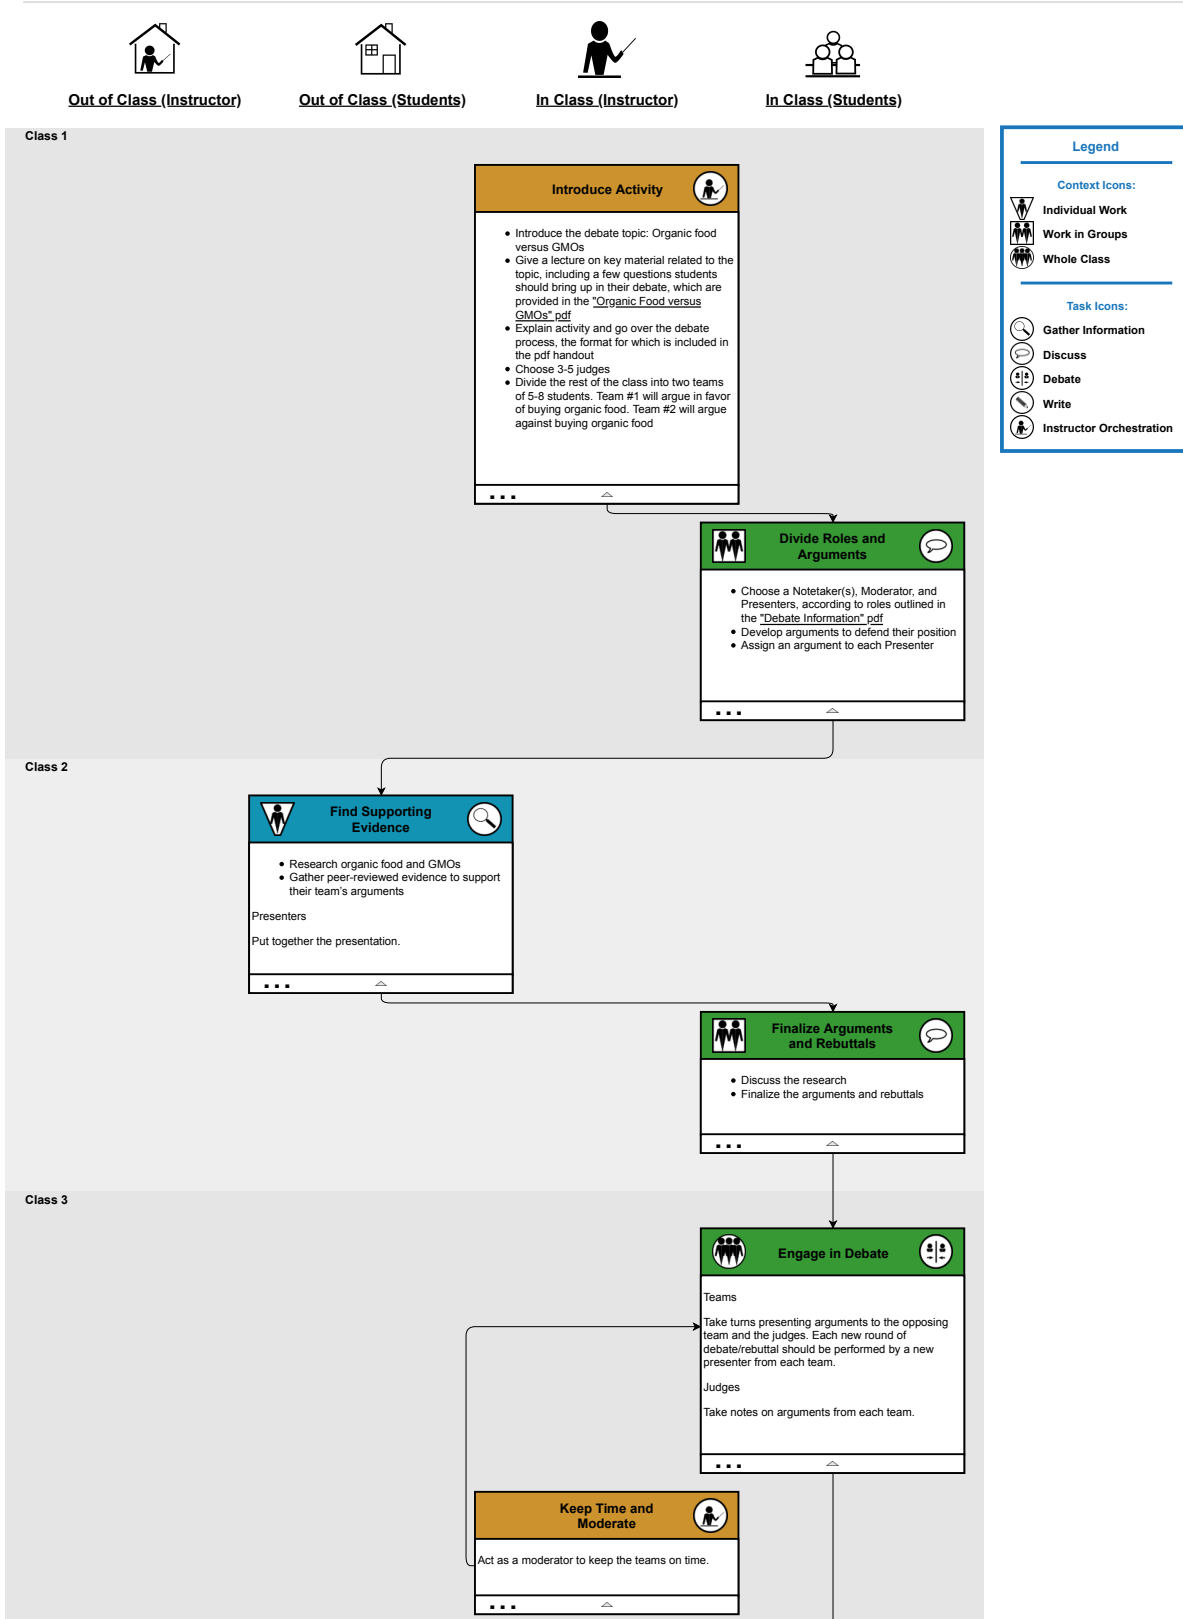 Out of Class (Instructor)
Out of Class (Students)
In Class (Instructor)
In Class (Students)
Class 1
Legend
Context Icons:
Individual Work
Work in Groups
Whole Class
Task Icons:
Gather Information
Discuss
Debate
Write
Instructor Orchestration
Introduce Activity
• Introduce the debate topic: Organic food
versus GMOs
• Give a lecture on key material related to the
topic, including a few questions students
should bring up in their debate, which are
provided in the "Organic Food versus
GMOs" pdf
• Explain activity and go over the debate
process, the format for which is included in
the pdf handout
• Choose 3-5 judges
• Divide the rest of the class into two teams
of 5-8 students. Team #1 will argue in favor
of buying organic food. Team #2 will argue
against buying organic food
Divide Roles and
Arguments
• Choose a Notetaker(s), Moderator, and
Presenters, according to roles outlined in
the "Debate Information" pdf
• Develop arguments to defend their position
• Assign an argument to each Presenter
Class 2
Find Supporting
Evidence
• Research organic food and GMOs
• Gather peer-reviewed evidence to support
their team's arguments
Presenters
Put together the presentation.
Finalize Arguments
and Rebuttals
• Discuss the research
• Finalize the arguments and rebuttals
Class 3
Engage in Debate
Teams
Take turns presenting arguments to the opposing
team and the judges. Each new round of
debate/rebuttal should be performed by a new
presenter from each team.
Judges
Take notes on arguments from each team.
Keep Time and
Moderate
Act as a moderator to keep the teams on time.